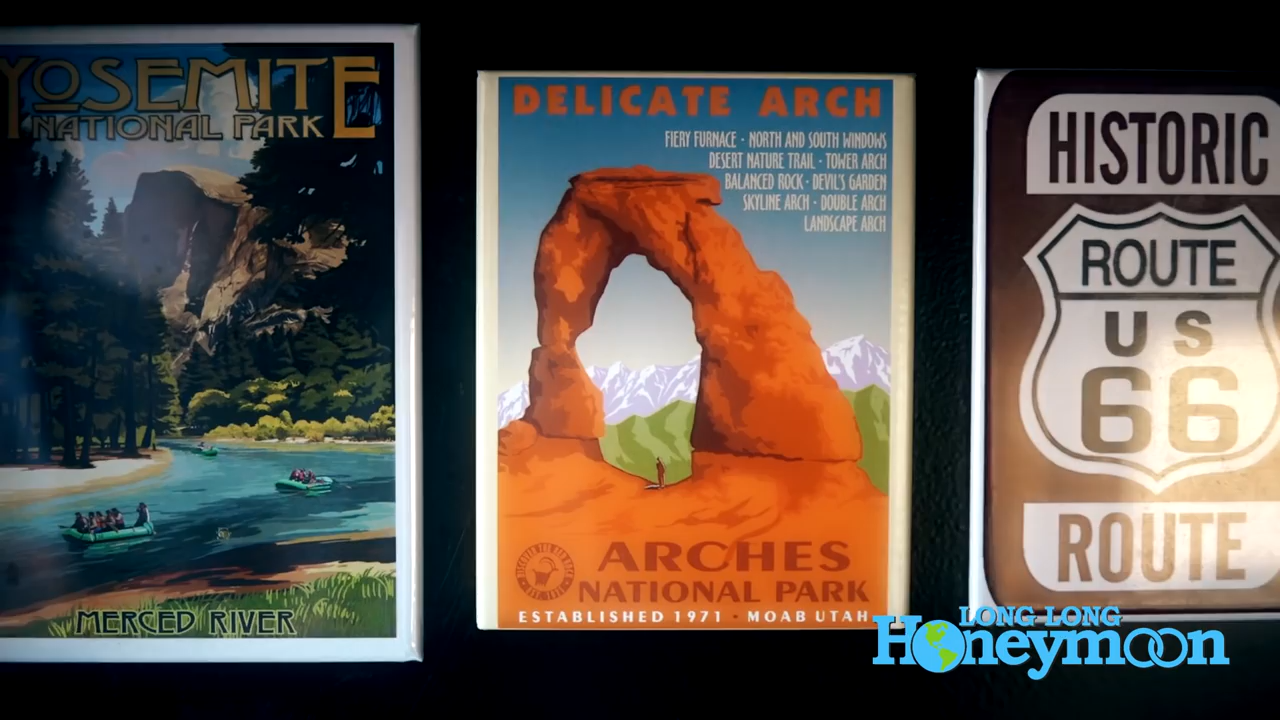 YOSEMITE
NATIONAL PARK
MERCED RIVER
DELICATE ARCH
FIERY FURNACE · NORTH AND SOUTH WINDOWS
DESERT NATURE TRAIL · TOWER ARCH
BALANCED ROCK · DEVIL'S GARDEN
SKYLINE ARCH · DOUBLE ARCH
LANDSCAPE ARCH
ARCHES
NATIONAL PARK
ESTABLISHED 1971 · MOAB UTAH
HISTORIC
ROUTE
US
66
ROUTE
LONG LONG
Honeymoon